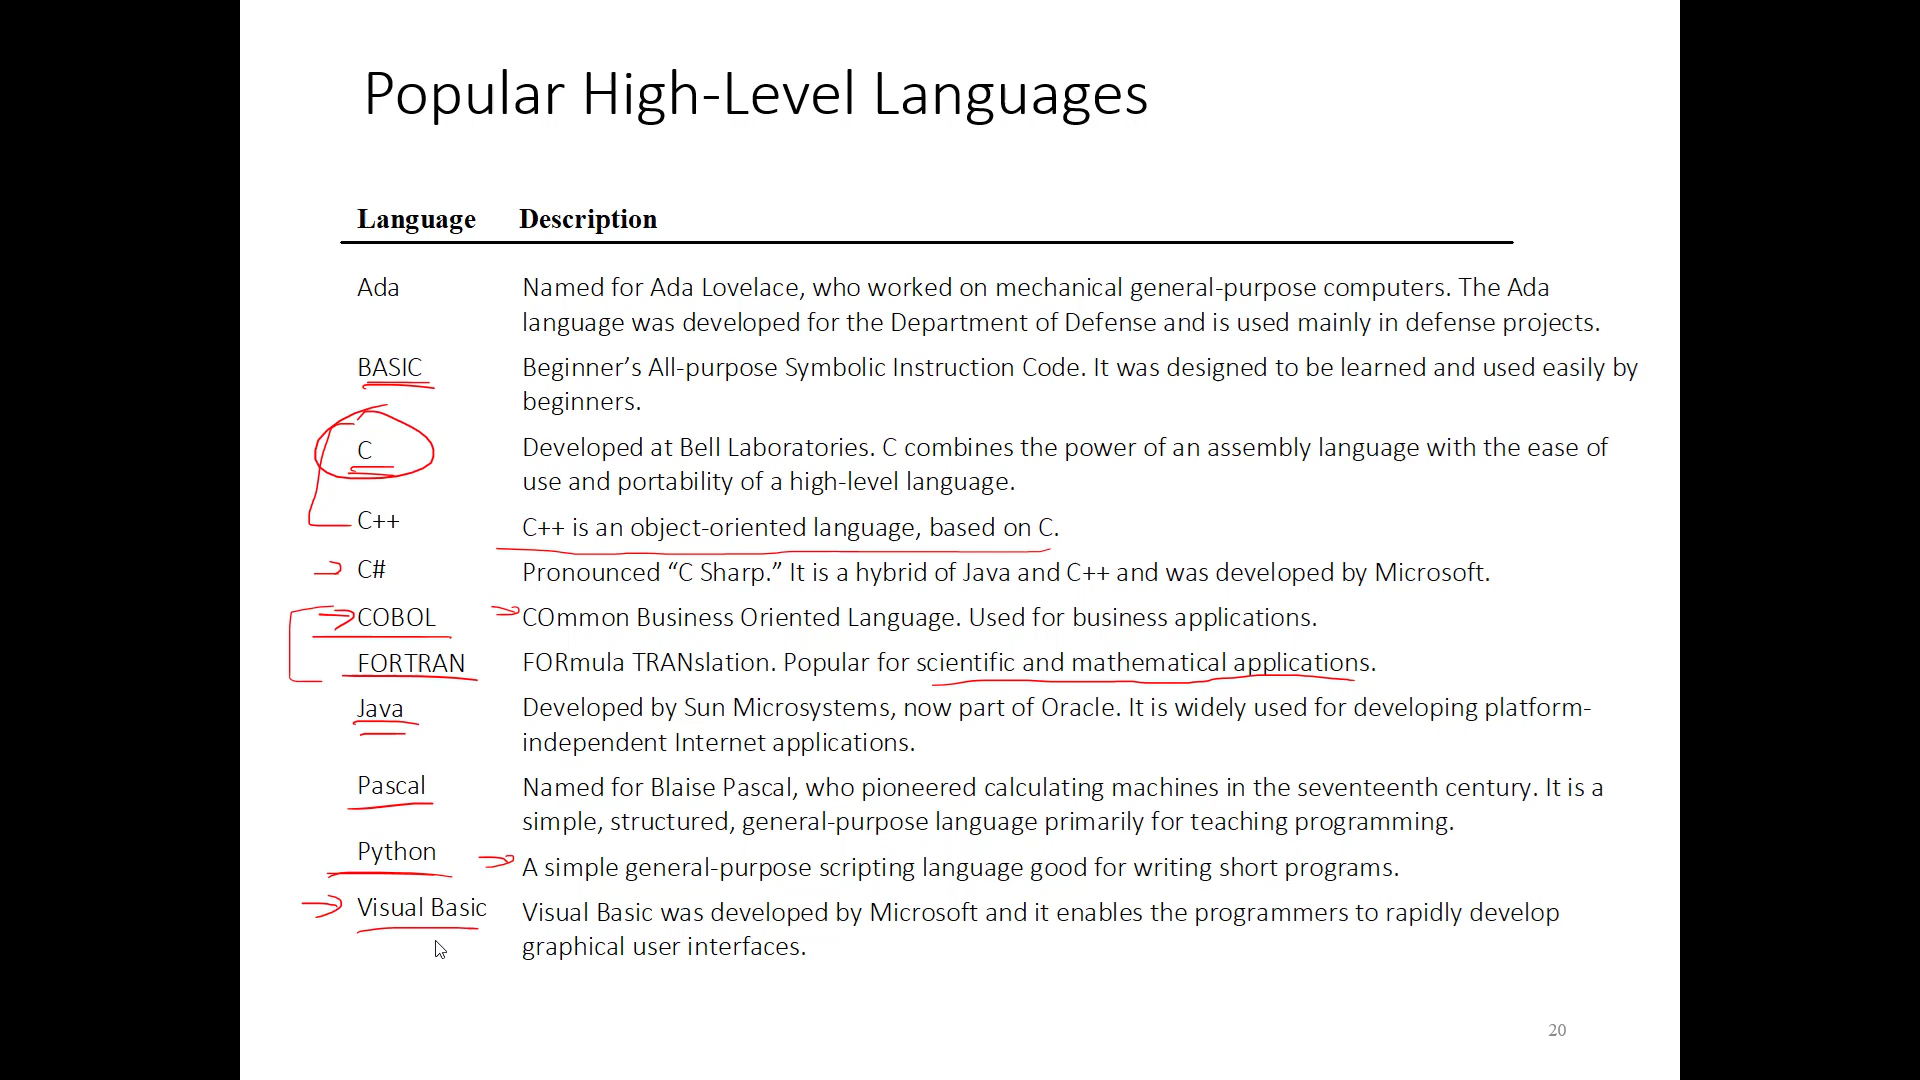 Popular High-Level Languages
Language Description
Ada Named for Ada Lovelace, who worked on mechanical general-purpose computers. The Ada
language was developed for the Department of Defense and is used mainly in defense projects.
BASIC Beginner’s All-purpose Symbolic Instruction Code. It was designed to be learned and used easily by
beginners.
C Developed at Bell Laboratories. C combines the power of an assembly language with the ease of
use and portability of a high-level language.
C++ C++ is an object-oriented language, based on C.
C# Pronounced “C Sharp.” It is a hybrid of Java and C++ and was developed by Microsoft.
COBOL COmmon Business Oriented Language. Used for business applications.
FORTRAN FORmula TRANslation. Popular for scientific and mathematical applications.
Java Developed by Sun Microsystems, now part of Oracle. It is widely used for developing platform-
independent Internet applications.
Pascal Named for Blaise Pascal, who pioneered calculating machines in the seventeenth century. It is a
simple, structured, general-purpose language primarily for teaching programming.
Python A simple general-purpose scripting language good for writing short programs.
Visual Basic Visual Basic was developed by Microsoft and it enables the programmers to rapidly develop
graphical user interfaces.
20